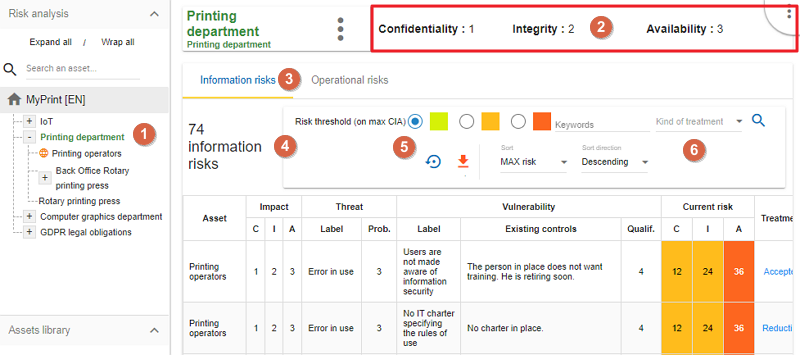 Risk analysis
Expand all / Wrap all
Search an asset...
MyPrint [EN]
+ IoT
- Printing department
1
Printing operators
+ Back Office Rotary
printing press
Rotary printing press
+ Computer graphics department
+ GDPR legal obligations
Assets library
Printing
department
Printing department
Confidentiality : 1
Integrity : 2
2
Availability : 3
Information risks
3
Operational risks
74
information
risks
4
Risk threshold (on max CIA)
Keywords
Kind of treatment
5
Sort
MAX risk
Sort direction
Descending
6
Asset Impact Threat Vulnerability Current risk Treatme
C I A Label Prob. Label Existing controls Qualif. C I A
Printing
operators
1 2 3 Error in use 3
Users are
not made
aware of
information
security
The person in place does not want
training. He is retiring soon.
4 12 24 36 Accepte
Printing
operators
1 2 3 Error in use 3
No IT charter
specifying
the rules of
use
No charter in place.
4 12 24 36 Reducti